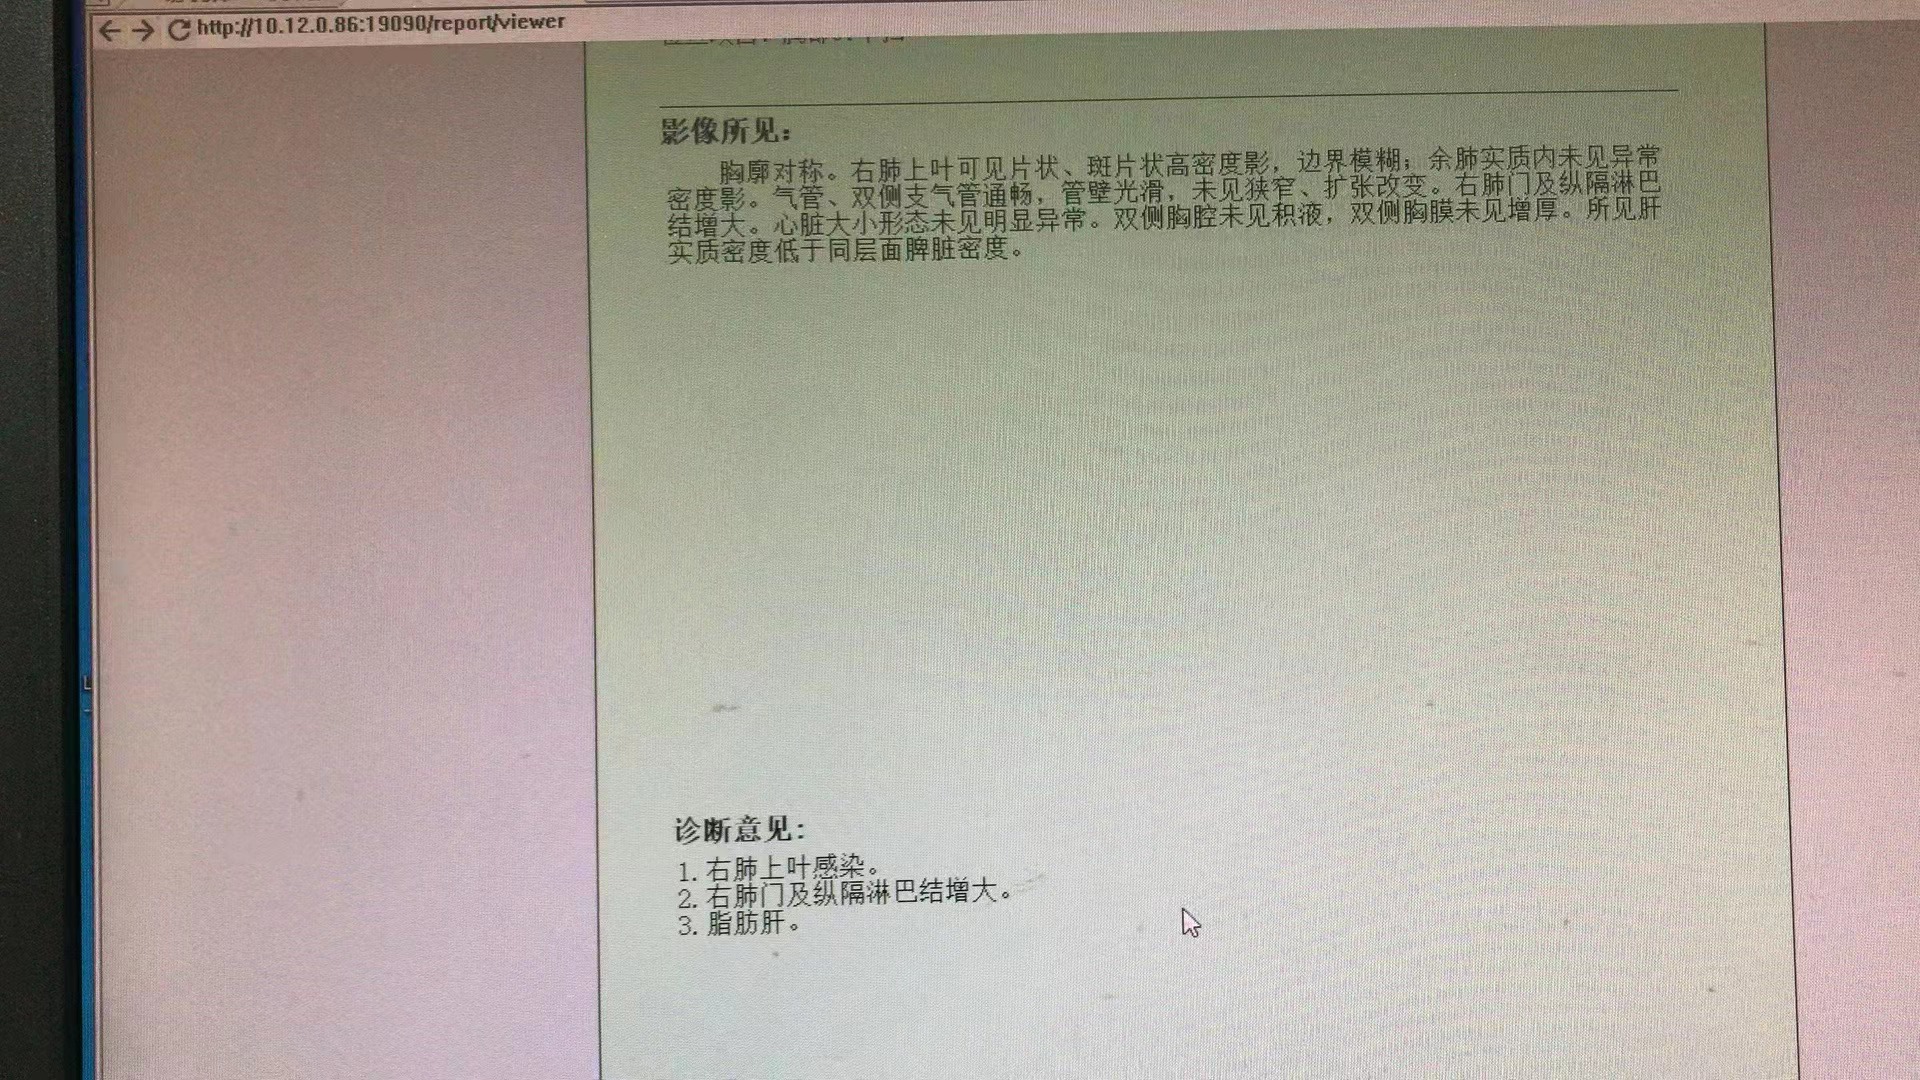 http://10.12.0.86:19090/report/viewer
影像所见:
胸廓对称。右肺上叶可见片状、斑片状高密度影，边界模糊；余肺实质内未见异常
密度影。气管、双侧支气管通畅，管壁光滑，未见狭窄、扩张改变。右肺门及纵隔淋巴
结增大。心脏大小形态未见明显异常。双侧胸腔未见积液，双侧胸膜未见增厚。所见肝
实质密度低于同层面脾脏密度。
诊断意见:
1. 右肺上叶感染。
2. 右肺门及纵隔淋巴结增大。
3. 脂肪肝。